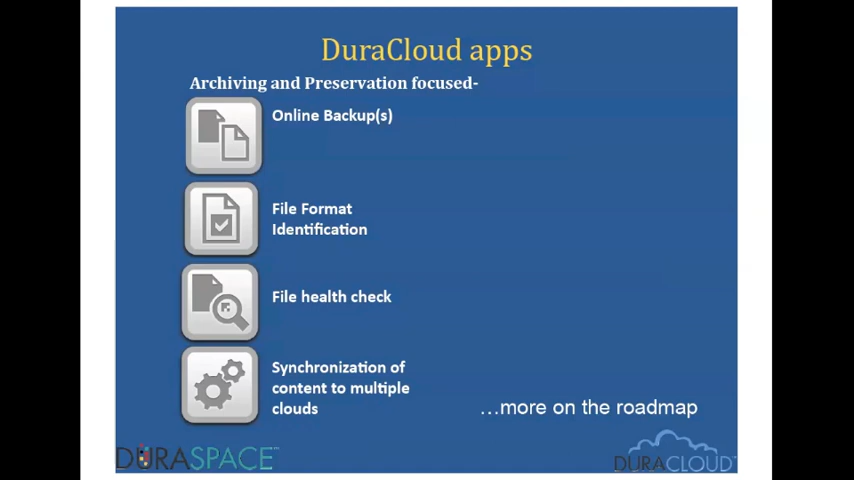 DuraCloud apps
Archiving and Preservation focused-
Online Backup(s)
File Format
Identification
File health check
Synchronization of
content to multiple
clouds
…more on the roadmap
DURASPACE
DURACLOUD